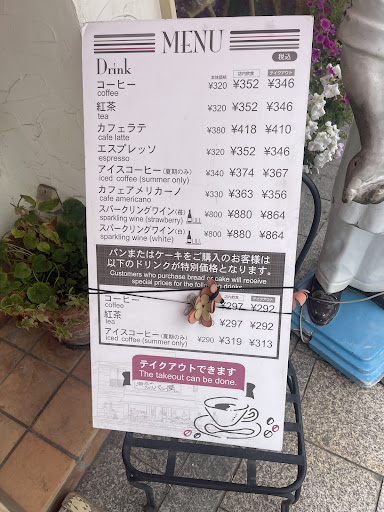 MENU
税込
Drink
本体価格 店内飲食 テイクアウト
コーヒー ¥320 ¥352 ¥346
coffee
紅茶 ¥320 ¥352 ¥346
tea
カフェラテ ¥380 ¥418 ¥410
cafe latte
エスプレッソ ¥320 ¥352 ¥346
espresso
アイスコーヒー(夏期のみ) ¥340 ¥374 ¥367
iced coffee (summer only)
カフェアメリカーノ ¥330 ¥363 ¥356
cafe americano
スパークリングワイン(苺) ¥800 ¥880 ¥864
sparkling wine (strawberry)
スパークリングワイン(白) ¥800 ¥880 ¥864
sparkling wine (white)
パンまたはケーキをご購入のお客様は
以下のドリンクが特別価格となります。
Customers who purchase bread or cake will receive
special prices for the
コーヒー ¥297 ¥292
coffee
紅茶 ¥297 ¥292
tea
アイスコーヒー(夏期のみ) ¥290 ¥319 ¥313
iced coffee (summer only)
テイクアウトできます
The takeout can be done.